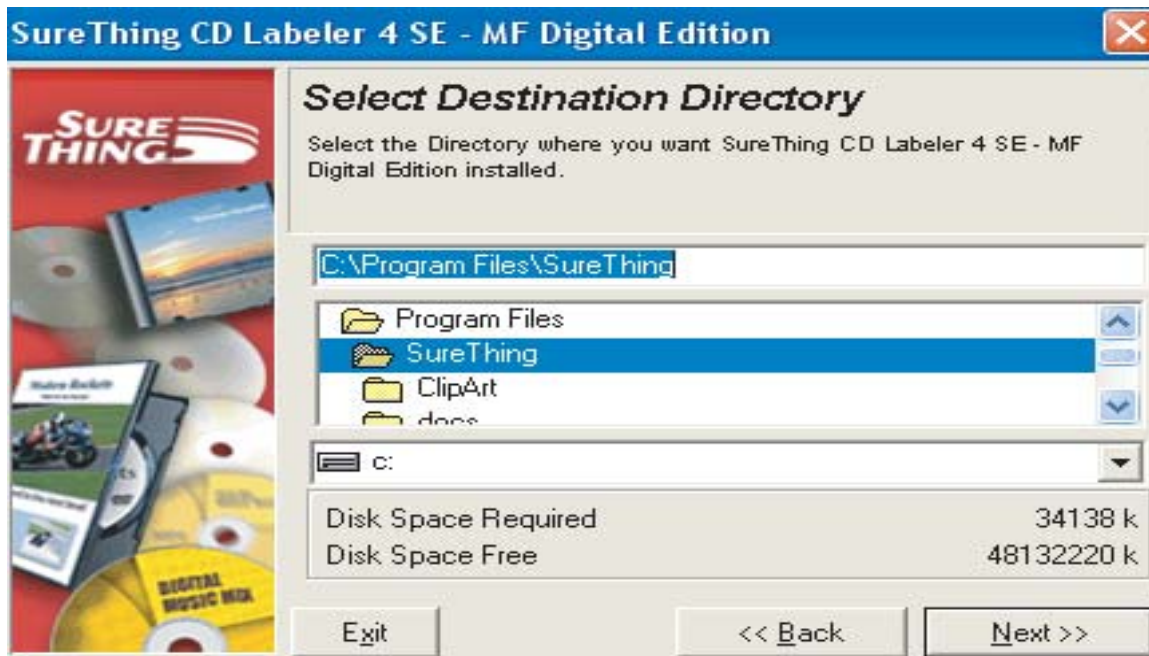 SureThing CD Labeler 4 SE - MF Digital Edition
SURE
THING
Select Destination Directory
Select the Directory where you want SureThing CD Labeler 4 SE - MF
Digital Edition installed.
C:\Program Files\SureThing
Program Files
SureThing
ClipArt
docs
c:
Disk Space Required 34138 k
Disk Space Free 48132220 k
DIGITAL
MUSIC MIX
Exit
<< Back
Next >>